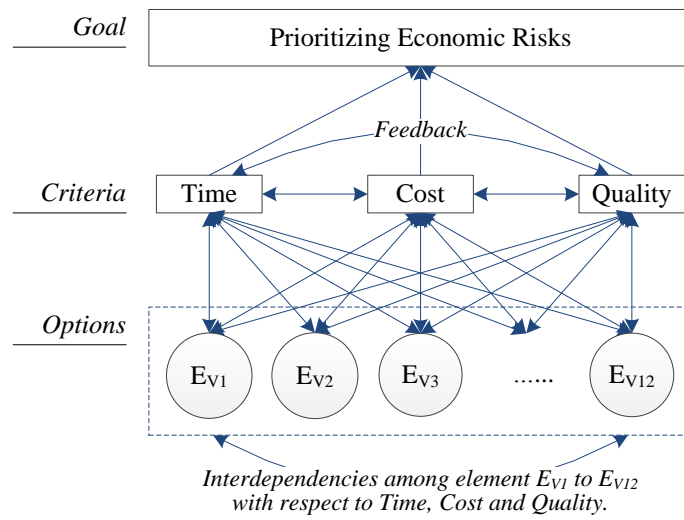 Goal
Prioritizing Economic Risks
Feedback
Criteria
Time
Cost
Quality
Options
EV1
EV2
EV3
......
EV12
Interdependencies among element EV1 to EV12
with respect to Time, Cost and Quality.